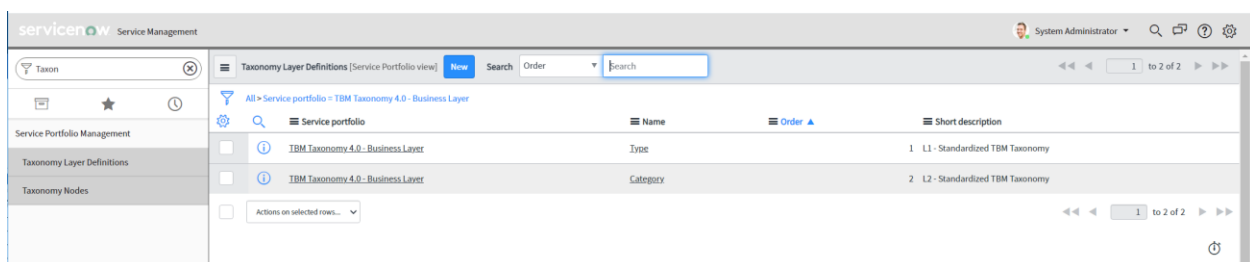 servicenow Service Management
System Administrator
Taxon
Taxonomy Layer Definitions [Service Portfolio view] New Search Order Search
1 to 2 of 2
All > Service portfolio = TBM Taxonomy 4.0 - Business Layer
Service portfolio Name Order Short description
Service Portfolio Management
Taxonomy Layer Definitions
Taxonomy Nodes
TBM Taxonomy 4.0 - Business Layer Type 1 L1 - Standardized TBM Taxonomy
TBM Taxonomy 4.0 - Business Layer Category 2 L2 - Standardized TBM Taxonomy
Actions on selected rows...
1 to 2 of 2